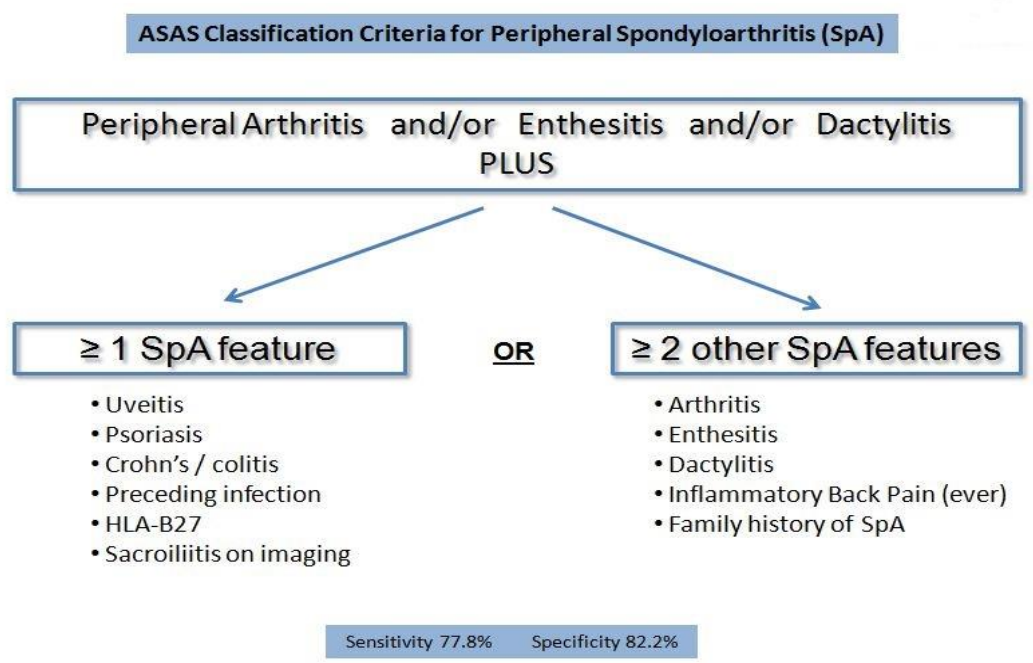 ASAS Classification Criteria for Peripheral Spondyloarthritis (SpA)
Peripheral Arthritis and/or Enthesitis and/or Dactylitis
PLUS
≥ 1 SpA feature
OR
≥ 2 other SpA features
• Uveitis
• Psoriasis
• Crohn's / colitis
• Preceding infection
• HLA-B27
• Sacroiliitis on imaging
• Arthritis
• Enthesitis
• Dactylitis
• Inflammatory Back Pain (ever)
• Family history of SpA
Sensitivity 77.8% Specificity 82.2%